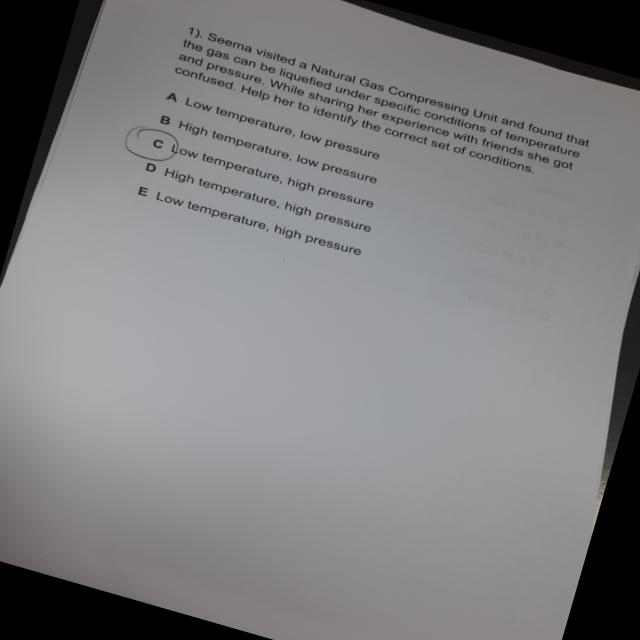 1). Seema visited a Natural Gas Compressing Unit and found that
the gas can be liquefied under specific conditions of temperature
and pressure. While sharing her experience with friends she got
confused. Help her to identify the correct set of conditions.
A Low temperature, low pressure
B High temperature, low pressure
C Low temperature, high pressure
D High temperature, high pressure
E Low temperature, high pressure